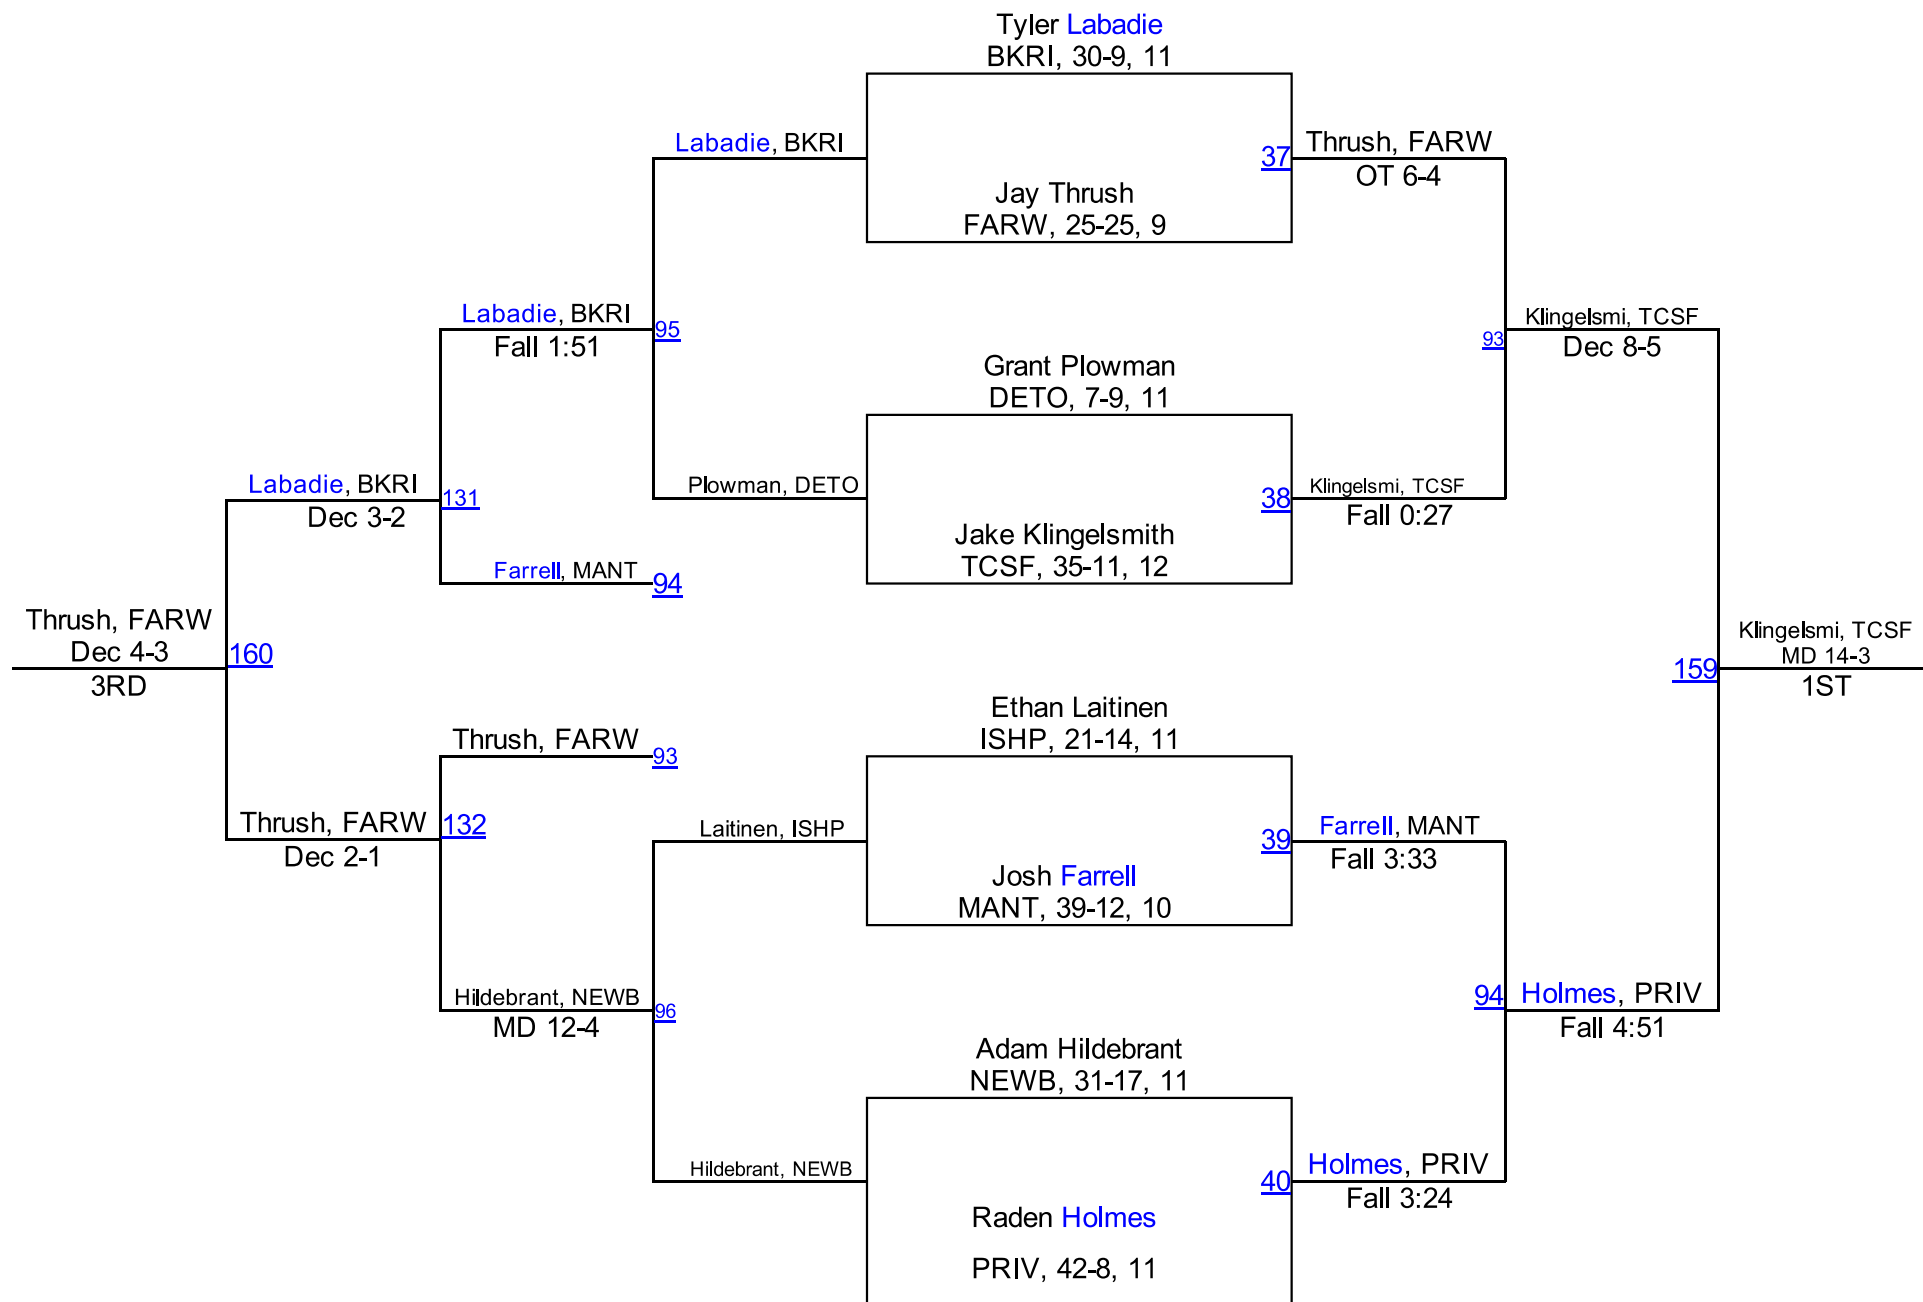 Tyler Labadie
BKRI, 30-9, 11
Labadie, BKRI
37
Thrush, FARW
OT 6-4
Jay Thrush
FARW, 25-25, 9
Labadie, BKRI
Fall 1:51
95
93
Klingelsmi, TCSF
Dec 8-5
Grant Plowman
DETO, 7-9, 11
Labadie, BKRI
Dec 3-2
131
Plowman, DETO
38
Klingelsmi, TCSF
Fall 0:27
Jake Klingelsmith
TCSF, 35-11, 12
Farrell, MANT
94
Thrush, FARW
Dec 4-3
3RD
160
159
Klingelsmi, TCSF
MD 14-3
1ST
Ethan Laitinen
ISHP, 21-14, 11
Thrush, FARW
93
Thrush, FARW
Dec 2-1
132
Laitinen, ISHP
39
Farrell, MANT
Fall 3:33
Josh Farrell
MANT, 39-12, 10
Hildebrant, NEWB
MD 12-4
96
94
Holmes, PRIV
Fall 4:51
Adam Hildebrant
NEWB, 31-17, 11
Hildebrant, NEWB
40
Holmes, PRIV
Fall 3:24
Raden Holmes
PRIV, 42-8, 11